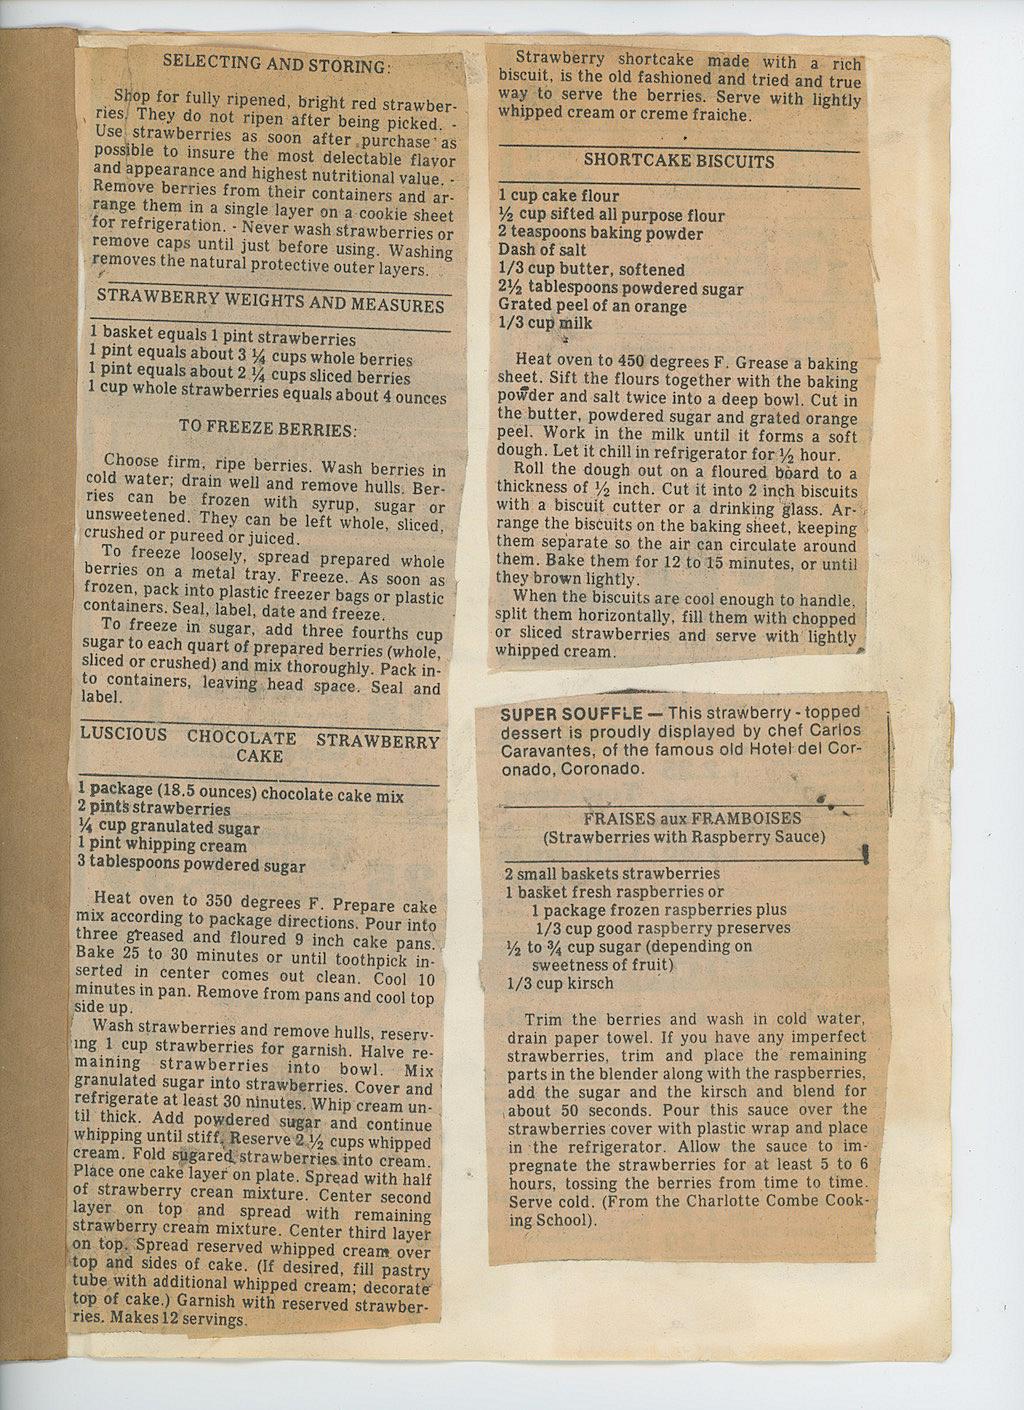 SELECTING AND STORING:
Shop for fully ripened, bright red strawber-
ries. They do not ripen after being picked. -
Use strawberries as soon after purchase as
possible to insure the most delectable flavor
and appearance and highest nutritional value. -
Remove berries from their containers and ar-
range them in a single layer on a cookie sheet
for refrigeration. - Never wash strawberries or
remove caps until just before using. Washing
removes the natural protective outer layers.
STRAWBERRY WEIGHTS AND MEASURES
1 basket equals 1 pint strawberries
1 pint equals about 3 ¼ cups whole berries
1 pint equals about 2 ¼ cups sliced berries
1 cup whole strawberries equals about 4 ounces
TO FREEZE BERRIES:
Choose firm, ripe berries. Wash berries in
cold water; drain well and remove hulls. Ber-
ries can be frozen with syrup, sugar or
unsweetened. They can be left whole, sliced,
crushed or pureed or juiced.
To freeze loosely, spread prepared whole
berries on a metal tray. Freeze. As soon as
frozen, pack into plastic freezer bags or plastic
containers. Seal, label, date and freeze.
To freeze in sugar, add three fourths cup
sugar to each quart of prepared berries (whole,
sliced or crushed) and mix thoroughly. Pack in-
to containers, leaving head space. Seal and
label.
LUSCIOUS CHOCOLATE STRAWBERRY
CAKE
1 package (18.5 ounces) chocolate cake mix
2 pints strawberries
¼ cup granulated sugar
1 pint whipping cream
3 tablespoons powdered sugar
Heat oven to 350 degrees F. Prepare cake
mix according to package directions. Pour into
three greased and floured 9 inch cake pans.
Bake 25 to 30 minutes or until toothpick in-
serted in center comes out clean. Cool 10
minutes in pan. Remove from pans and cool top
side up.
Wash strawberries and remove hulls, reserv-
ing 1 cup strawberries for garnish. Halve re-
maining strawberries into bowl. Mix
granulated sugar into strawberries. Cover and
refrigerate at least 30 ninutes. Whip cream un-
til thick. Add powdered sugar and continue
whipping until stiff. Reserve 2 ½ cups whipped
cream. Fold sugared strawberries into cream.
Place one cake layer on plate. Spread with half
of strawberry crean mixture. Center second
layer on top and spread with remaining
strawberry cream mixture. Center third layer
on top. Spread reserved whipped cream over
top and sides of cake. (If desired, fill pastry
tube with additional whipped cream; decorate
top of cake.) Garnish with reserved strawber-
ries. Makes 12 servings.
Strawberry shortcake made with a rich
biscuit, is the old fashioned and tried and true
way to serve the berries. Serve with lightly
whipped cream or creme fraiche.
SHORTCAKE BISCUITS
1 cup cake flour
½ cup sifted all purpose flour
2 teaspoons baking powder
Dash of salt
1/3 cup butter, softened
2½ tablespoons powdered sugar
Grated peel of an orange
1/3 cup milk
Heat oven to 450 degrees F. Grease a baking
sheet. Sift the flours together with the baking
powder and salt twice into a deep bowl. Cut in
the butter, powdered sugar and grated orange
peel. Work in the milk until it forms a soft
dough. Let it chill in refrigerator for ½ hour.
Roll the dough out on a floured board to a
thickness of ½ inch. Cut it into 2 inch biscuits
with a biscuit cutter or a drinking glass. Ar-
range the biscuits on the baking sheet, keeping
them separate so the air can circulate around
them. Bake them for 12 to 15 minutes, or until
they brown lightly.
When the biscuits are cool enough to handle,
split them horizontally, fill them with chopped
or sliced strawberries and serve with lightly
whipped cream.
SUPER SOUFFLE — This strawberry - topped
dessert is proudly displayed by chef Carlos
Caravantes, of the famous old Hotel del Cor-
onado, Coronado.
FRAISES aux FRAMBOISES
(Strawberries with Raspberry Sauce)
2 small baskets strawberries
1 basket fresh raspberries or
1 package frozen raspberries plus
1/3 cup good raspberry preserves
½ to ¾ cup sugar (depending on
sweetness of fruit)
1/3 cup kirsch
Trim the berries and wash in cold water,
drain paper towel. If you have any imperfect
strawberries, trim and place the remaining
parts in the blender along with the raspberries,
add the sugar and the kirsch and blend for
about 50 seconds. Pour this sauce over the
strawberries cover with plastic wrap and place
in the refrigerator. Allow the sauce to im-
pregnate the strawberries for at least 5 to 6
hours, tossing the berries from time to time.
Serve cold. (From the Charlotte Combe Cook-
ing School).